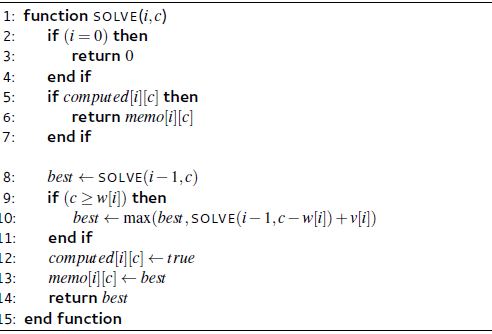 1: function SOLVE(i,c)
2: if (i = 0) then
3: return 0
4: end if
5: if computed[i][c] then
6: return memo[i][c]
7: end if
8: best ← SOLVE(i − 1, c)
9: if (c ≥ w[i]) then
10: best ← max(best, SOLVE(i − 1, c − w[i]) + v[i])
11: end if
12: computed[i][c] ← true
13: memo[i][c] ← best
14: return best
15: end function